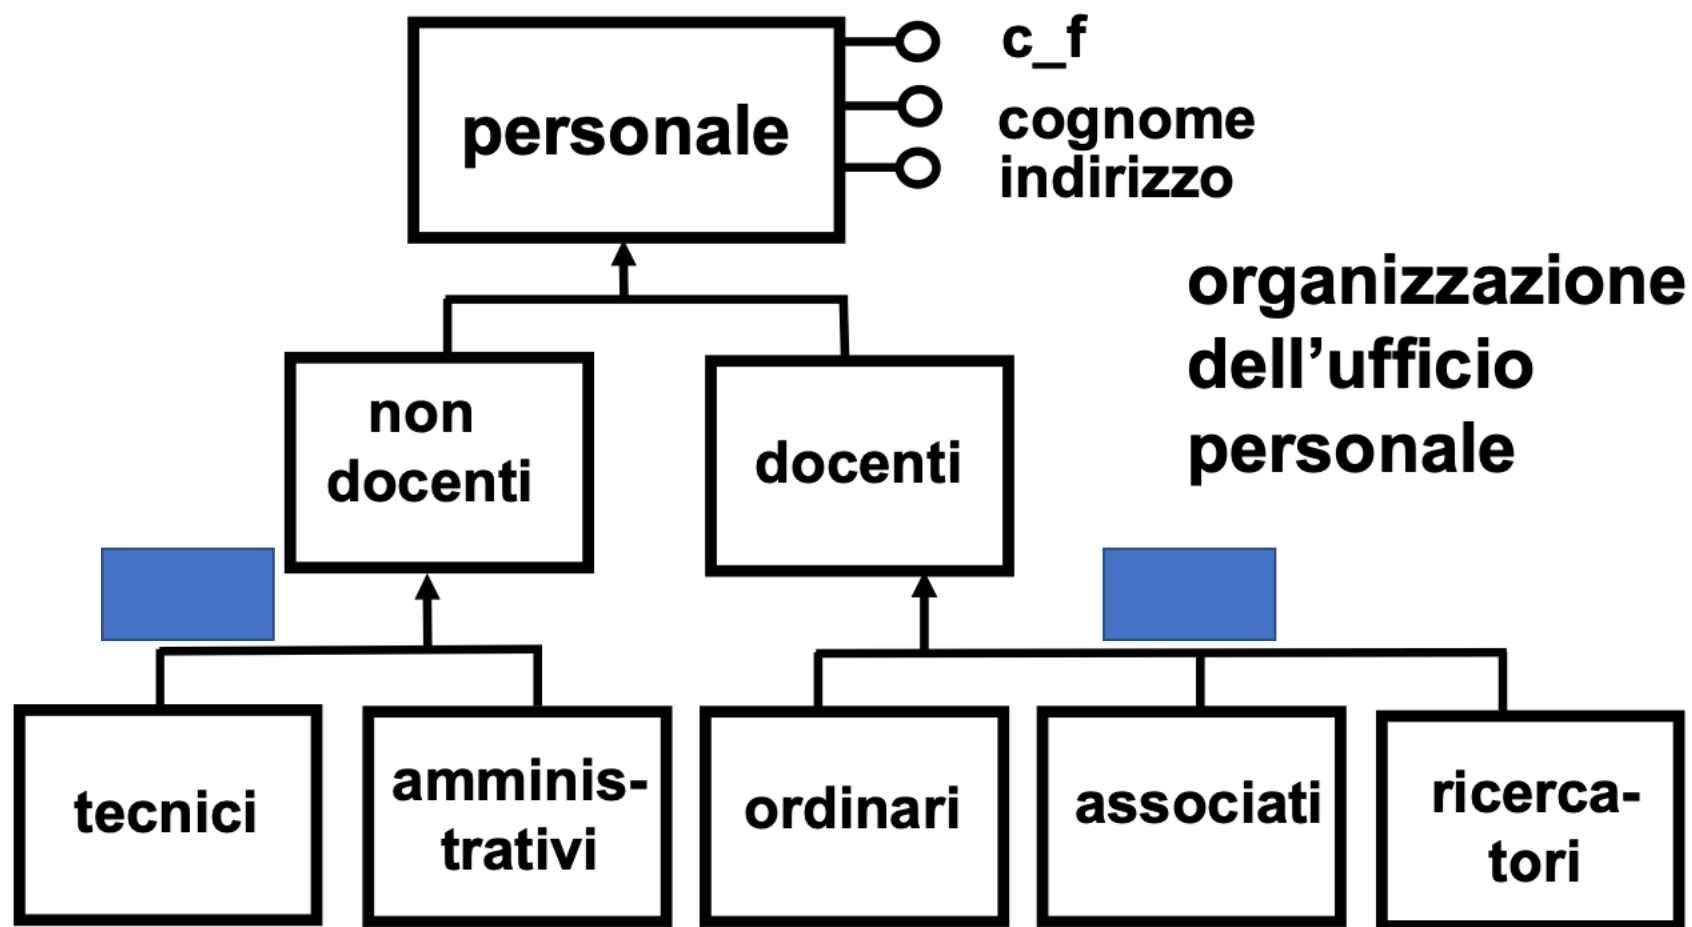 c_f
personale
cognome
indirizzo
organizzazione
dell’ufficio
personale
non
docenti
docenti
tecnici
amminis-
trativi
ordinari
associati
ricerca-
tori